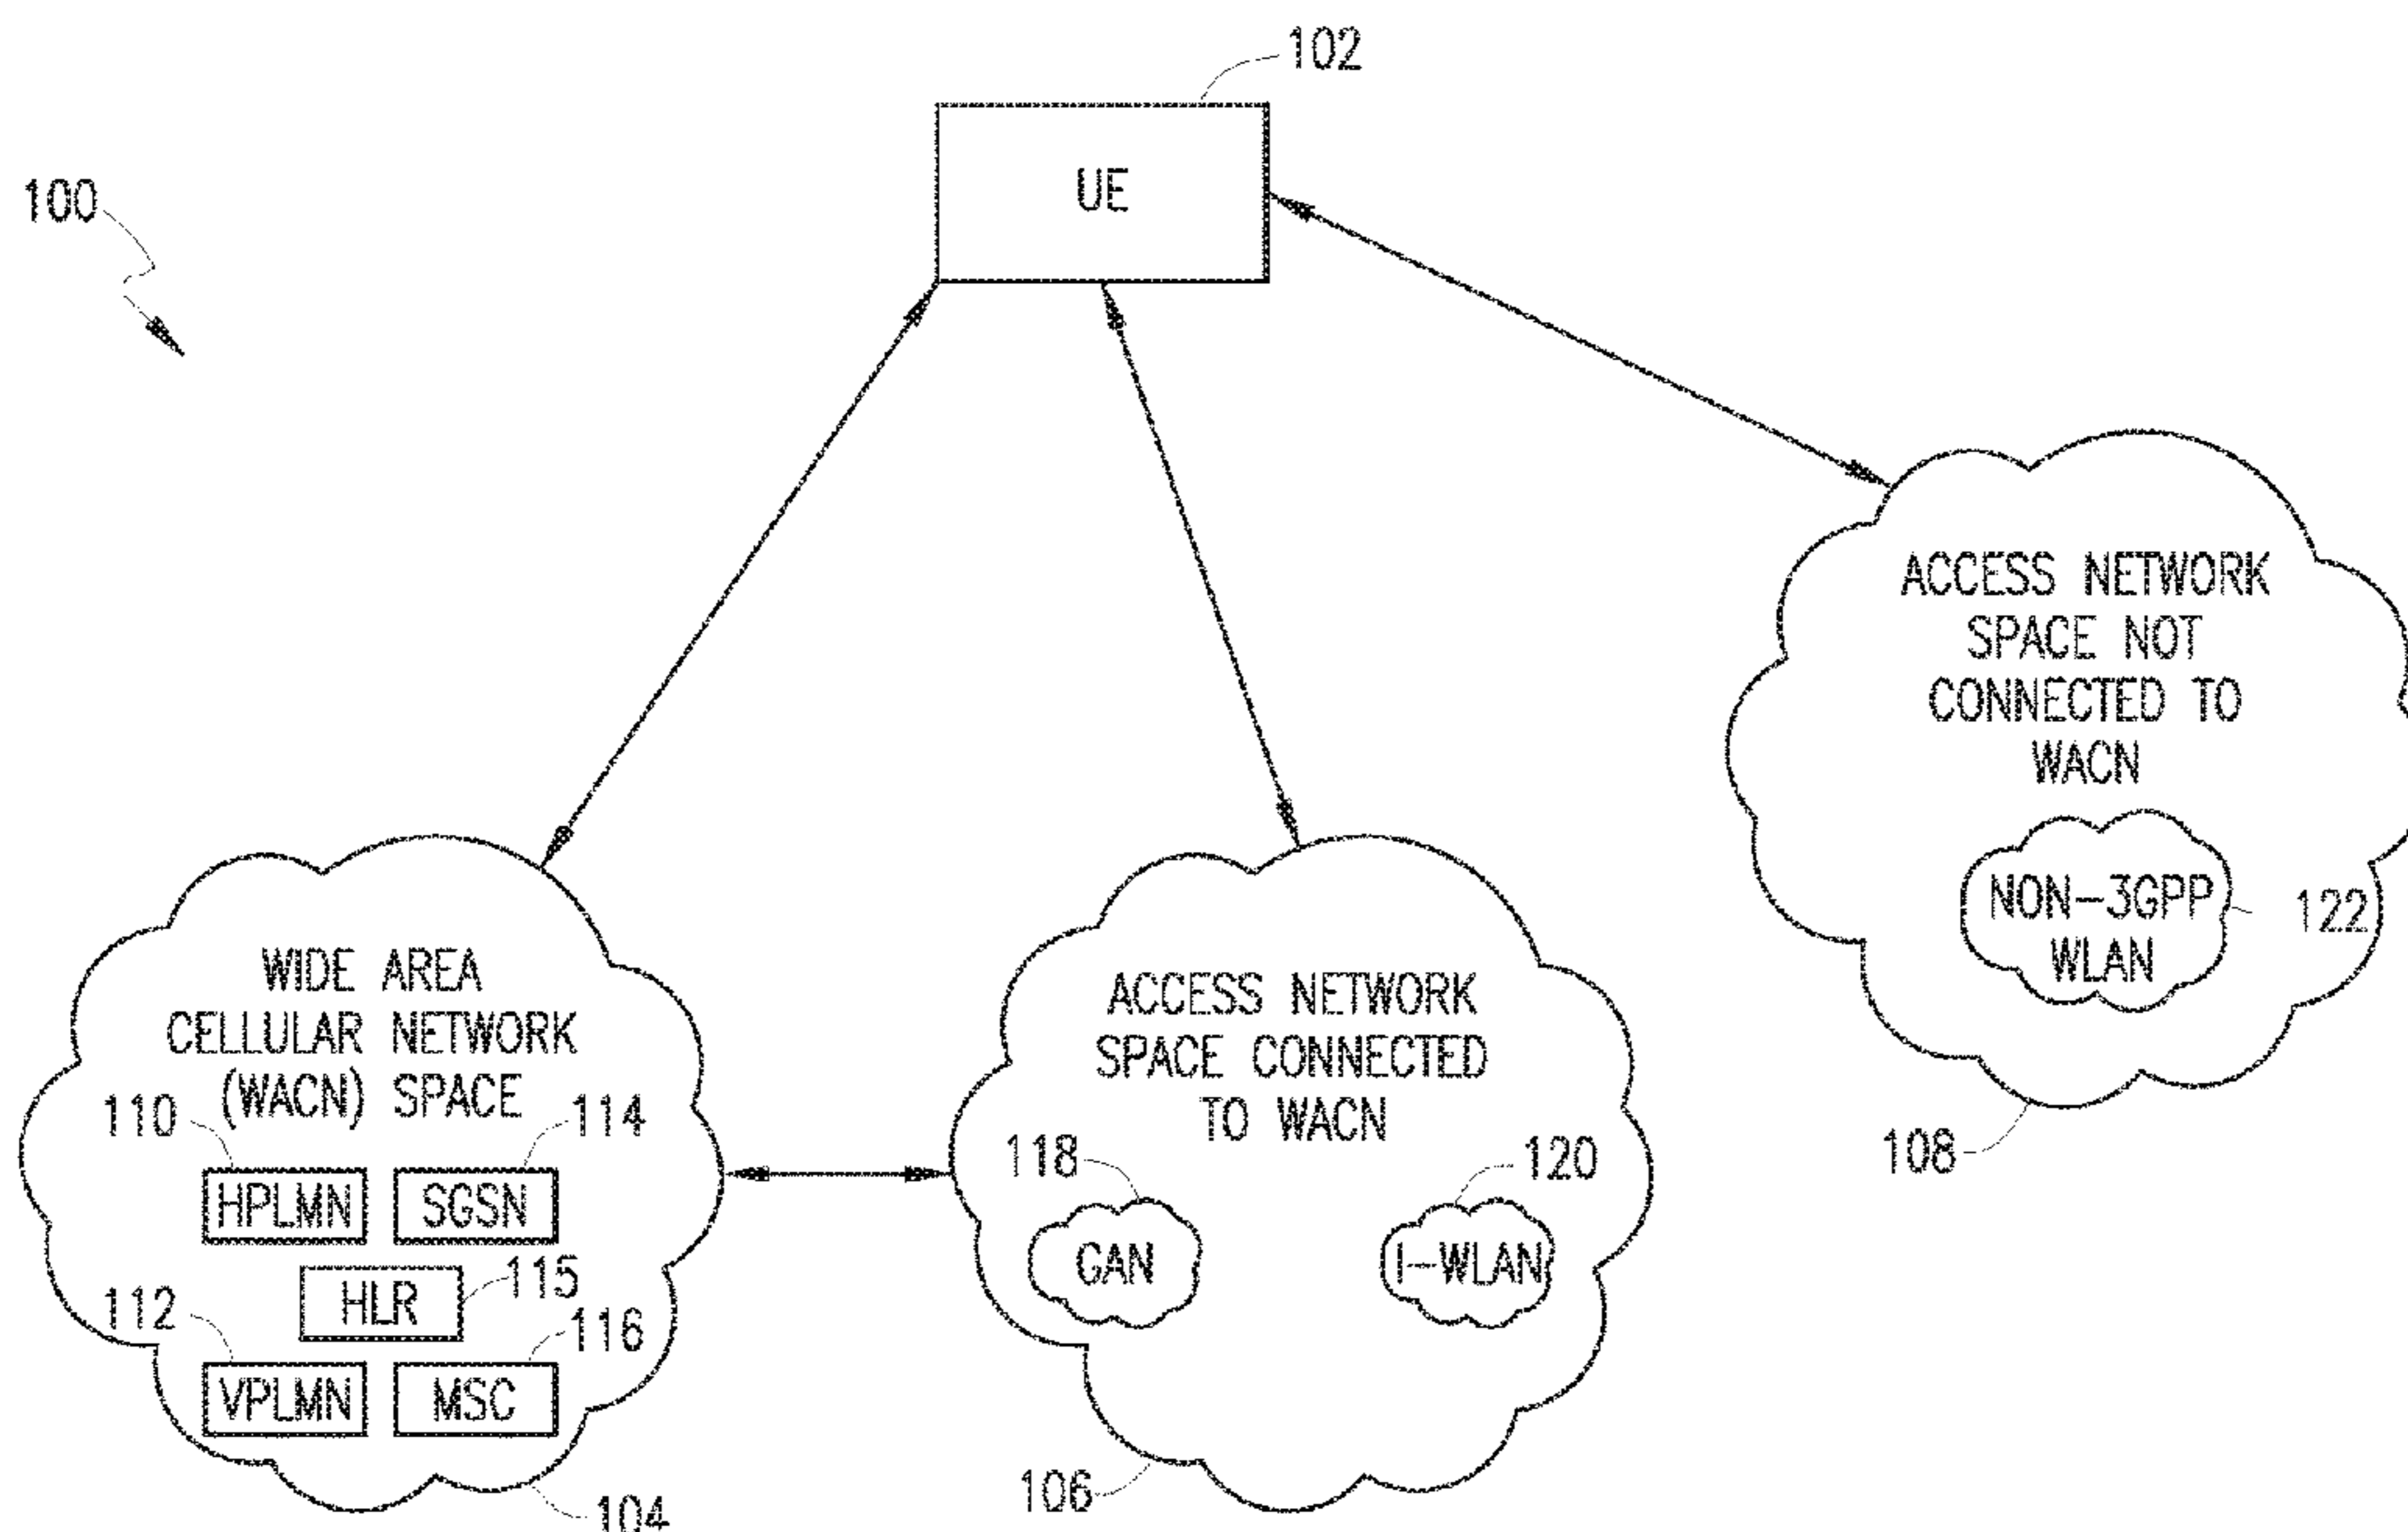 102
100
UE
ACCESS NETWORK
SPACE NOT
CONNECTED TO
WACN
NON-3GPP
WLAN
122
108
WIDE AREA
CELLULAR NETWORK
(WACN) SPACE
110
114
HPLMN
SGSN
HLR
115
112
116
VPLMN
MSC
104
ACCESS NETWORK
SPACE CONNECTED
TO WACN
118
120
GAN
I-WLAN
106